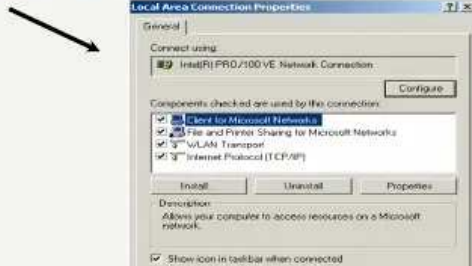 Local Area Connection Properties
General
Connect using:
Intel(R) PRO/100 VE Network Connection
Configure
Components checked are used by this connection:
Client for Microsoft Networks
File and Printer Sharing for Microsoft Networks
WLAN Transport
Internet Protocol (TCP/IP)
Install...
Uninstall
Properties
Description
Allows your computer to access resources on a Microsoft
network.
Show icon in taskbar when connected